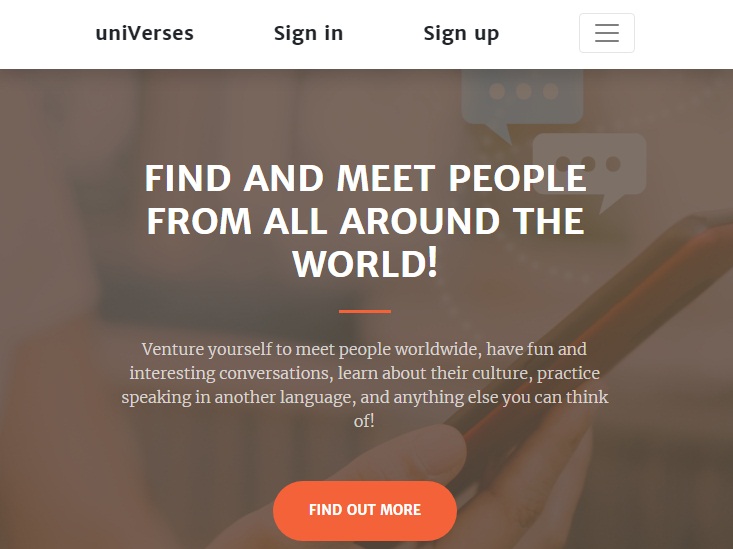 uniVerses Sign in Sign up
FIND AND MEET PEOPLE
FROM ALL AROUND THE
WORLD!
Venture yourself to meet people worldwide, have fun and
interesting conversations, learn about their culture, practice
speaking in another language, and anything else you can think
of!
FIND OUT MORE